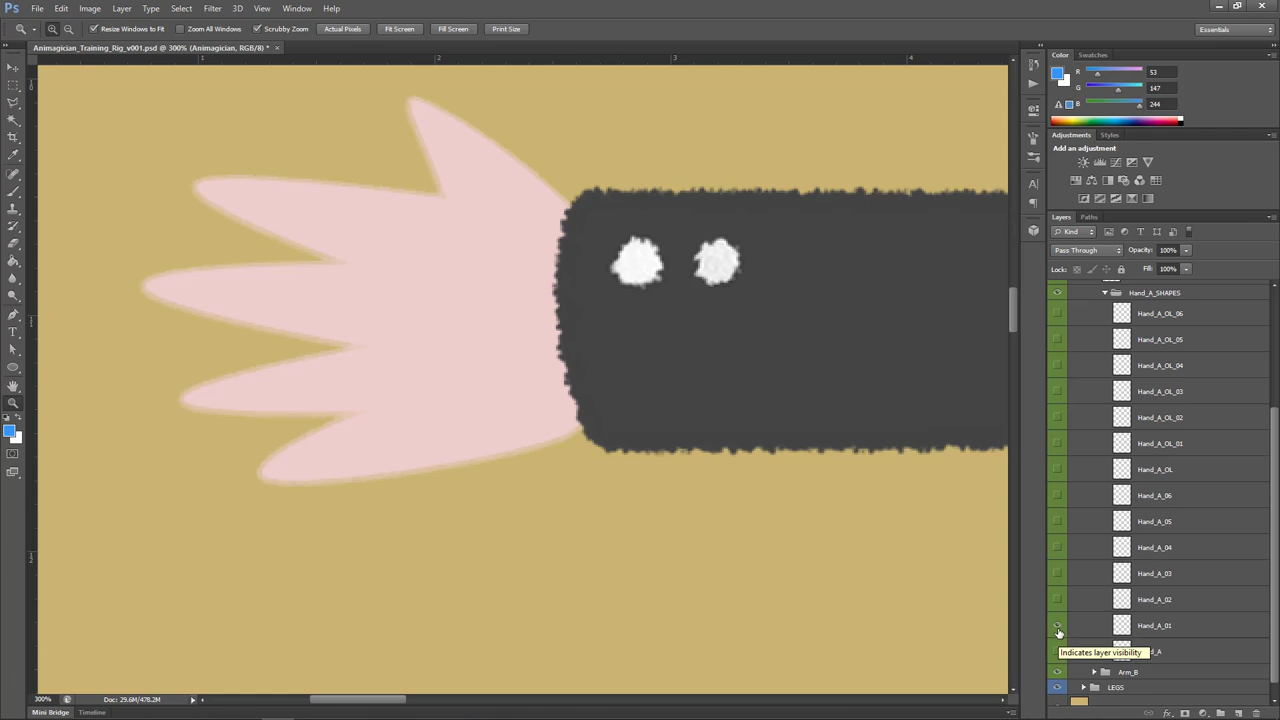 Ps File Edit Image Layer Type Select Filter 3D View Window Help
Resize Windows to Fit Zoom All Windows Scrubby Zoom Actual Pixels Fit Screen Fill Screen Print Size Essentials
Animagician_Training_Rig_v001.psd @ 300% (Animagician, RGB/8) * ×
1 2 3 4
Color Swatches
R 53
G 147
B 244
Adjustments Styles
Add an adjustment
Layers Paths
Kind
Pass Through Opacity: 100%
Lock: Fill: 100%
Hand_A_SHAPES
Hand_A_OL_06
Hand_A_OL_05
Hand_A_OL_04
Hand_A_OL_03
Hand_A_OL_02
Hand_A_OL_01
Hand_A_OL
Hand_A_06
Hand_A_05
Hand_A_04
Hand_A_03
Hand_A_02
Hand_A_01
Indicates layer visibility
Arm_B
LEGS
300% Doc: 29.6M/478.2M
Mini Bridge Timeline